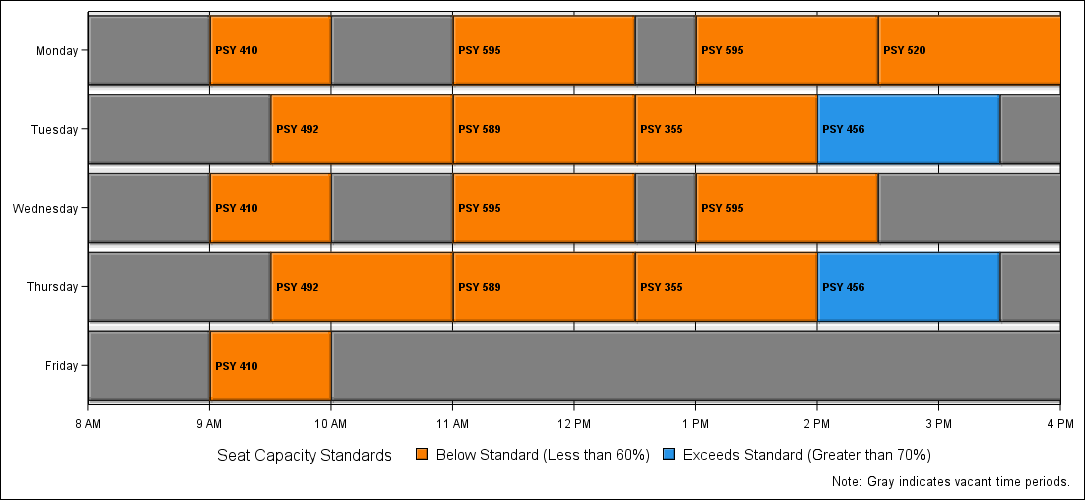 Monday PSY 410 PSY 595 PSY 595 PSY 520
Tuesday PSY 492 PSY 589 PSY 355 PSY 456
Wednesday PSY 410 PSY 595 PSY 595
Thursday PSY 492 PSY 589 PSY 355 PSY 456
Friday PSY 410
8 AM 9 AM 10 AM 11 AM 12 PM 1 PM 2 PM 3 PM 4 PM
Seat Capacity Standards Below Standard (Less than 60%) Exceeds Standard (Greater than 70%)
Note: Gray indicates vacant time periods.